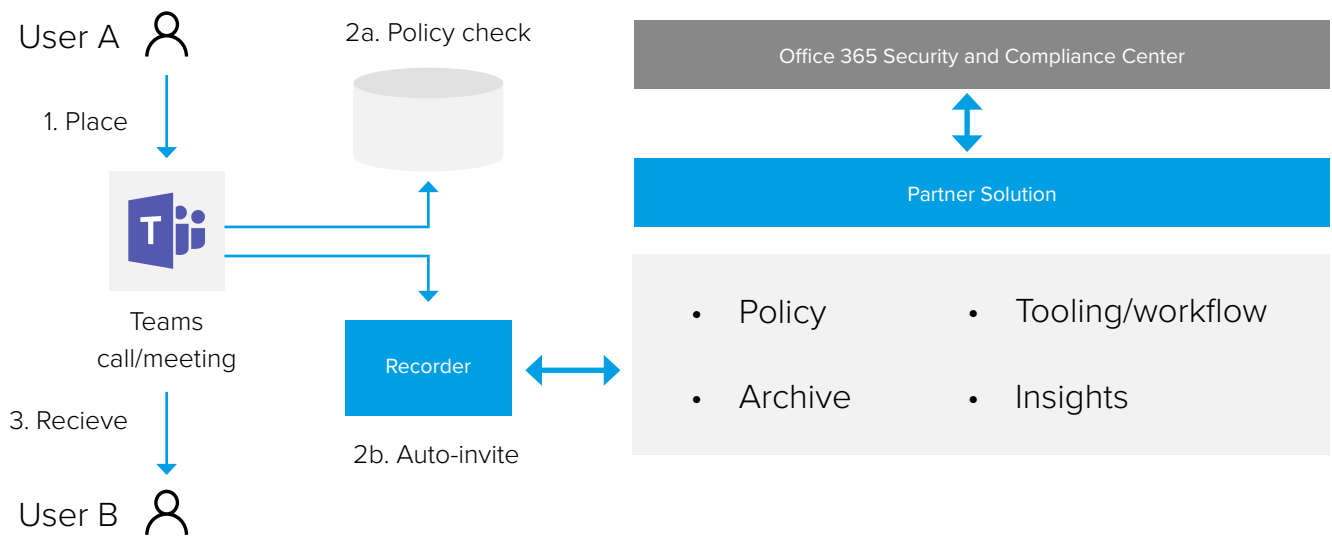 User A
1. Place
T
Teams
call/meeting
3. Recieve
User B
2a. Policy check
Recorder
2b. Auto-invite
Office 365 Security and Compliance Center
Partner Solution
• Policy
• Tooling/workflow
• Archive
• Insights